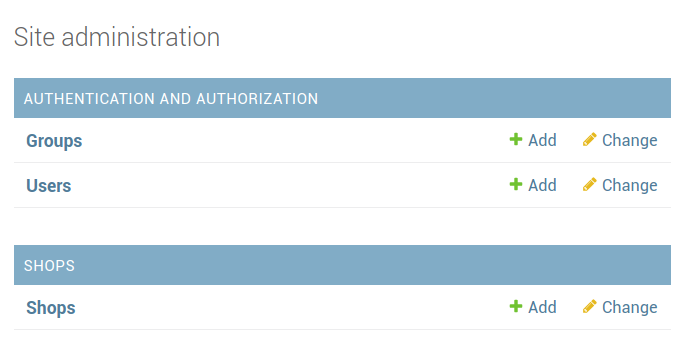 Site administration
AUTHENTICATION AND AUTHORIZATION
Groups Add Change
Users Add Change
SHOPS
Shops Add Change